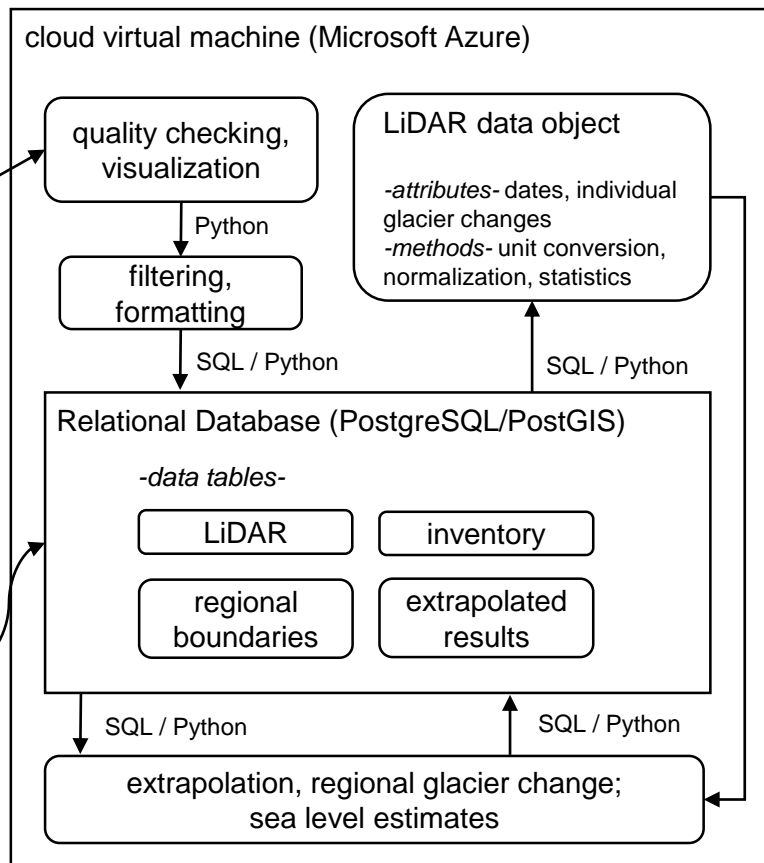 cloud virtual machine (Microsoft Azure)
quality checking,
visualization
Python
filtering,
formatting
SQL / Python
LiDAR data object
-attributes- dates, individual
glacier changes
-methods- unit conversion,
normalization, statistics
SQL / Python
Relational Database (PostgreSQL/PostGIS)
-data tables-
LiDAR
inventory
regional
boundaries
extrapolated
results
SQL / Python
SQL / Python
extrapolation, regional glacier change;
sea level estimates